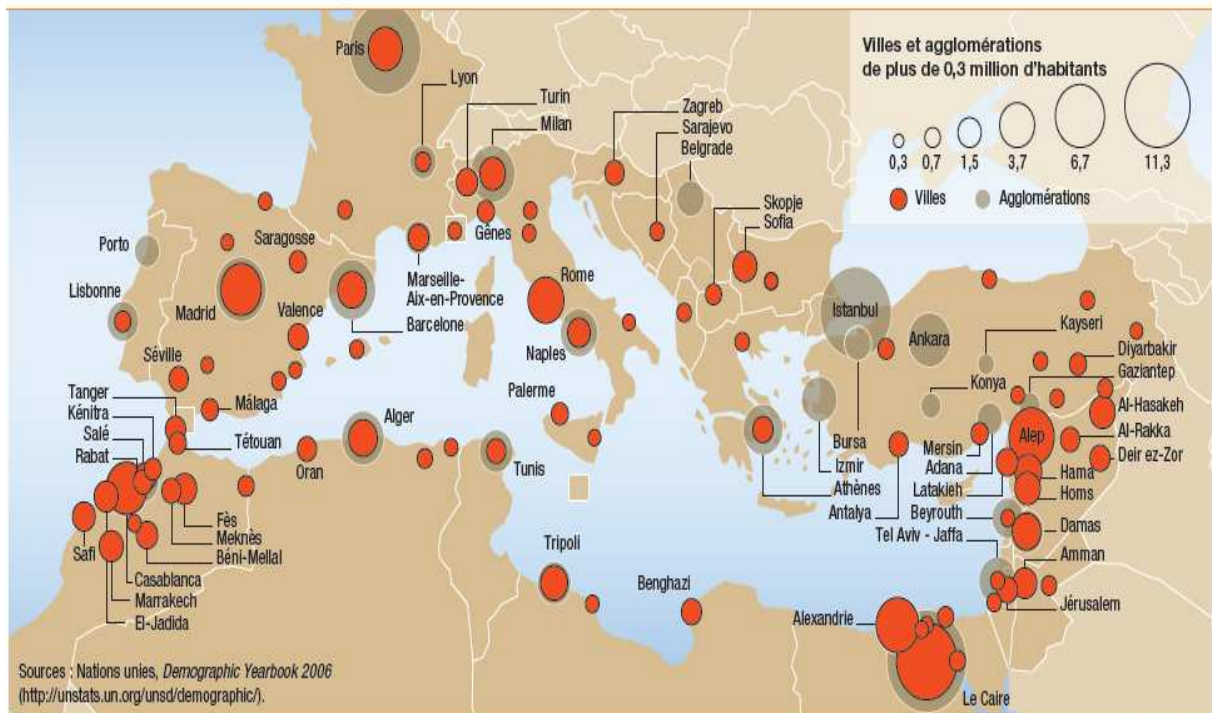 Villes et agglomérations
de plus de 0,3 million d'habitants
0,3 0,7 1,5 3,7 6,7 11,3
Villes Agglomérations
Paris
Lyon
Turin
Milan
Zagreb
Sarajevo
Belgrade
Skopje
Sofia
Porto
Saragosse
Gênes
Lisbonne
Madrid
Valence
Marseille-
Aix-en-Provence
Barcelone
Rome
Naples
Istanbul
Ankara
Kayseri
Diyarbakir
Gaziantep
Konya
Séville
Tanger
Kénitra
Salé
Rabat
Málaga
Tétouan
Alger
Oran
Palerme
Tunis
Bursa
Izmir
Athènes
Antalya
Mersin
Adana
Latakieh
Beyrouth
Tel Aviv - Jaffa
Alep
Al-Hasakeh
Al-Rakka
Deir ez-Zor
Hama
Homs
Damas
Amman
Jérusalem
Safi
Fès
Meknès
Béni-Mellal
Casablanca
Marrakech
El-Jadida
Tripoli
Benghazi
Alexandrie
Le Caire
Sources : Nations unies, Demographic Yearbook 2006
(http://unstats.un.org/unsd/demographic/).